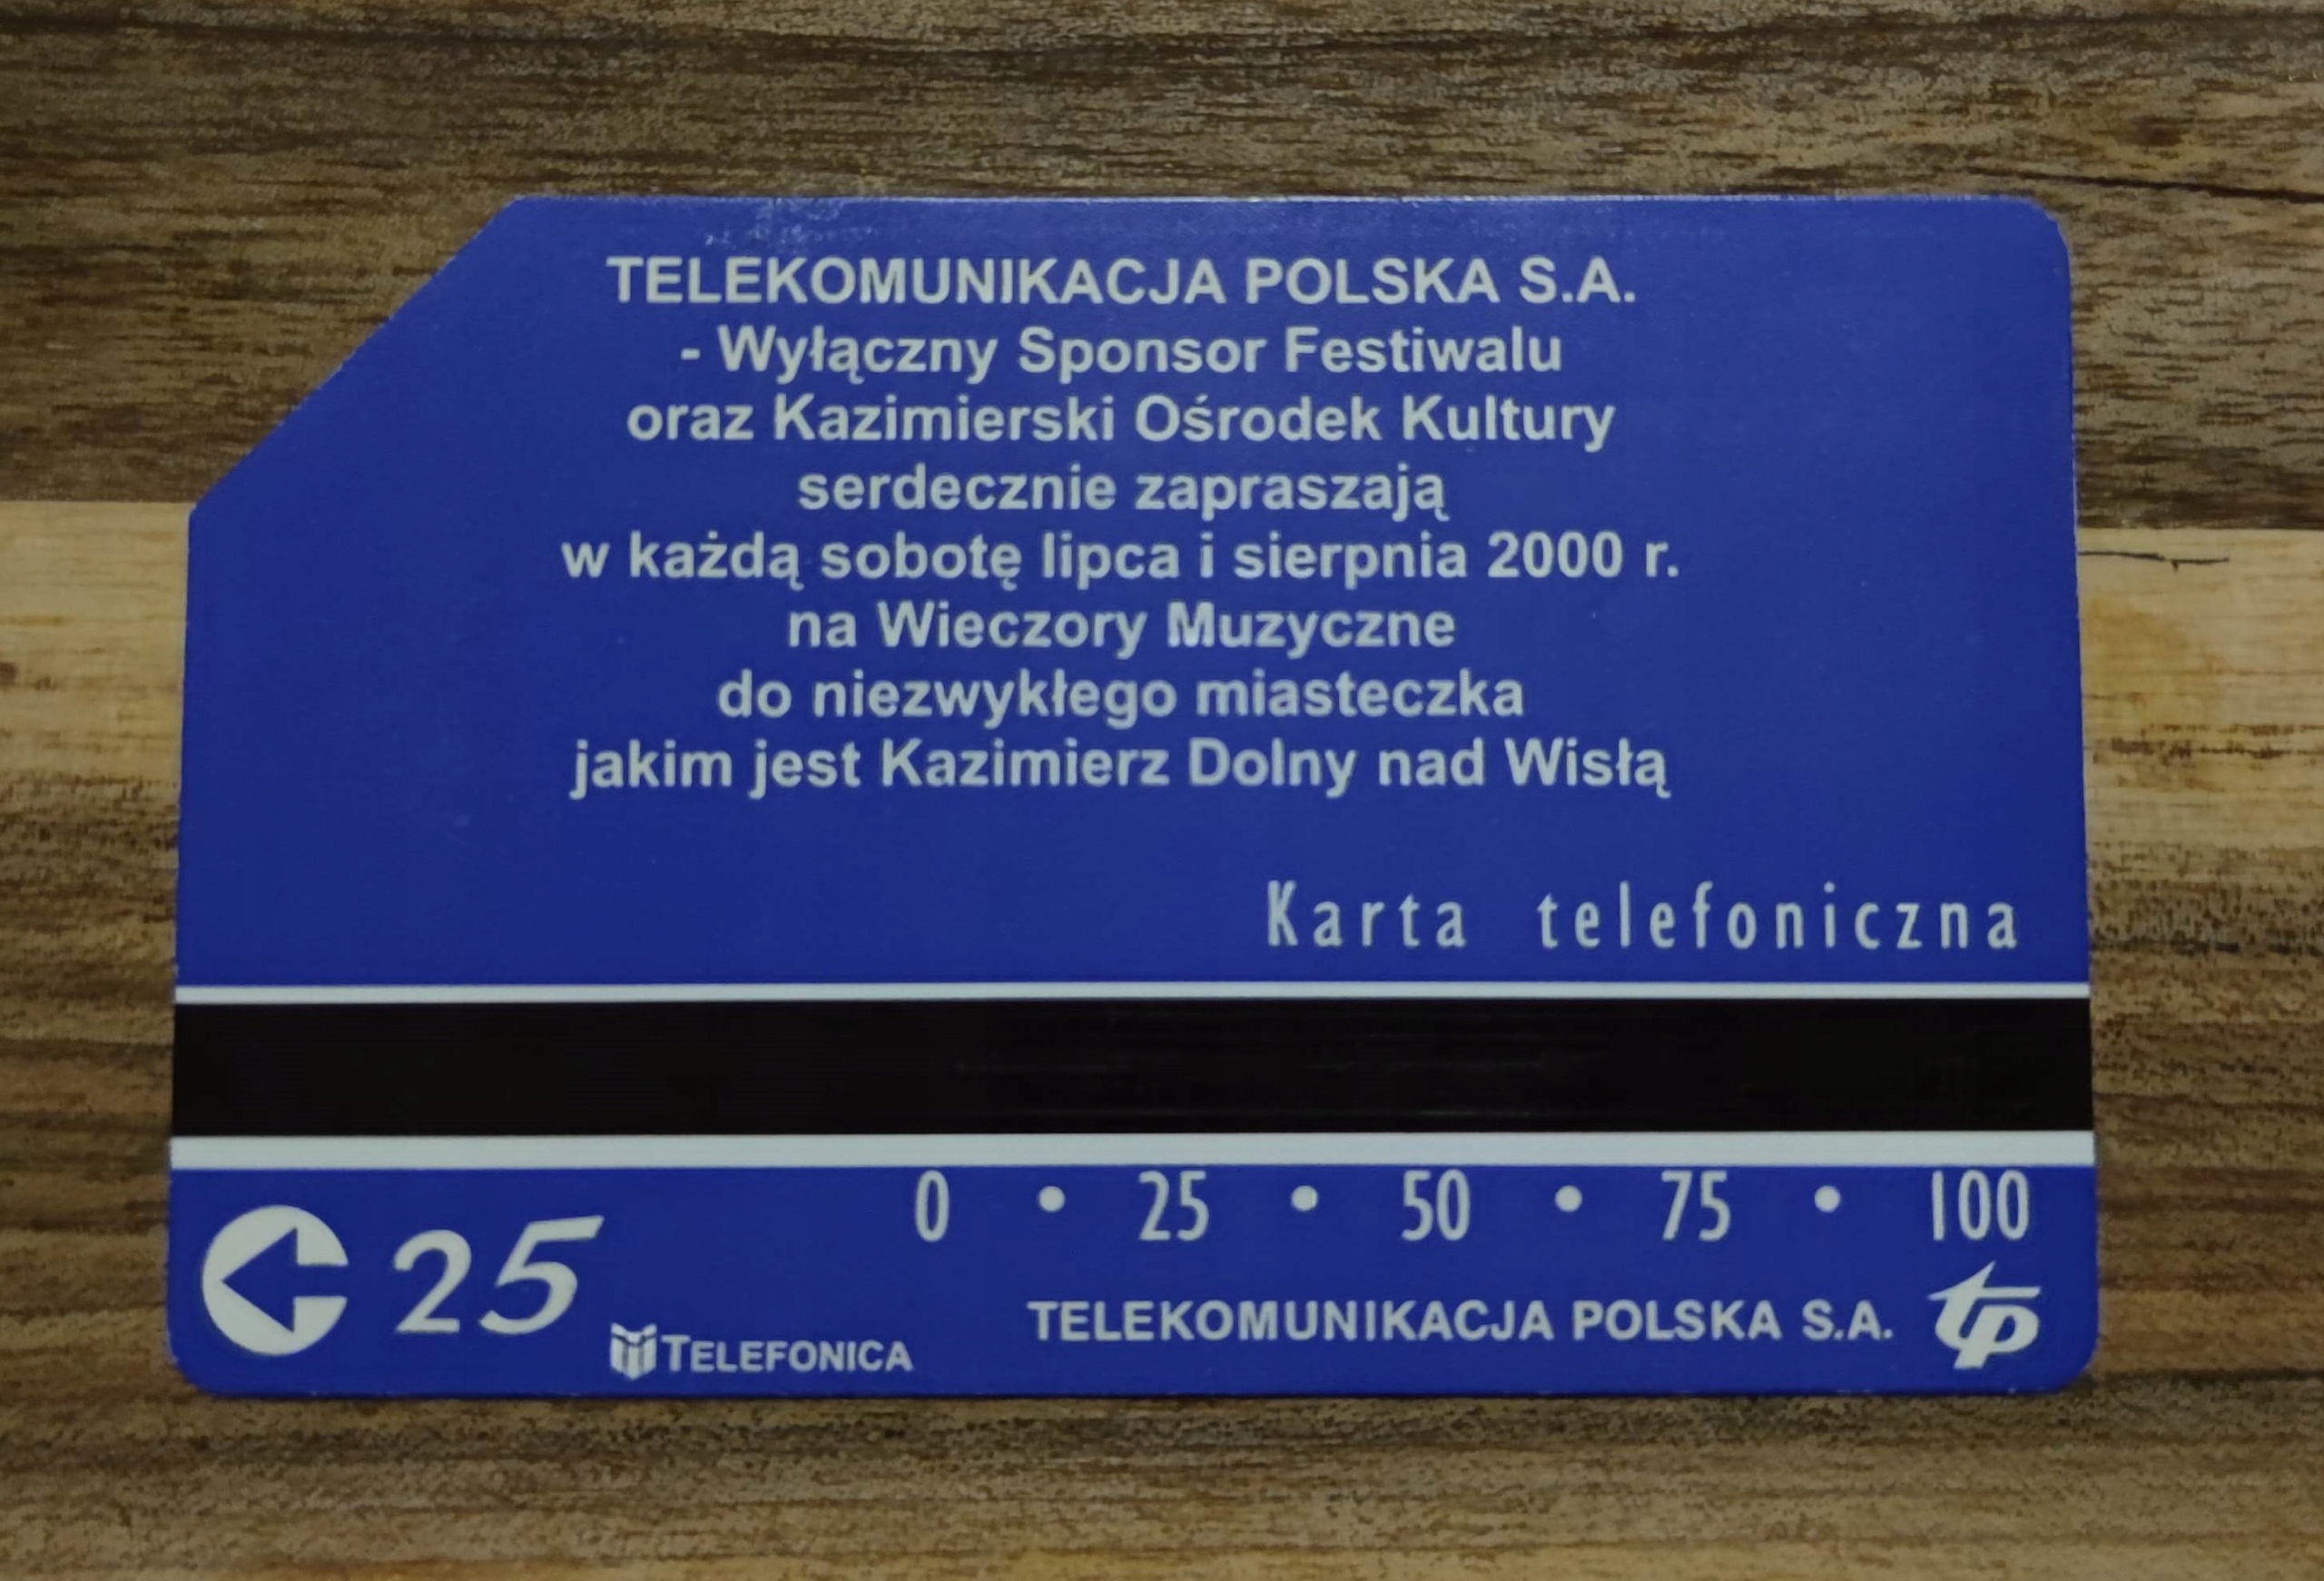 TELEKOMUNIKACJA POLSKA S.A.
- Wyłączny Sponsor Festiwalu
oraz Kazimierski Ośrodek Kultury
serdecznie zapraszają
w każdą sobotę lipca i sierpnia 2000 r.
na Wieczory Muzyczne
do niezwykłego miasteczka
jakim jest Kazimierz Dolny nad Wisłą
Karta telefoniczna
0 • 25 • 50 • 75 • 100
25
TELEFONICA
TELEKOMUNIKACJA POLSKA S.A. tp